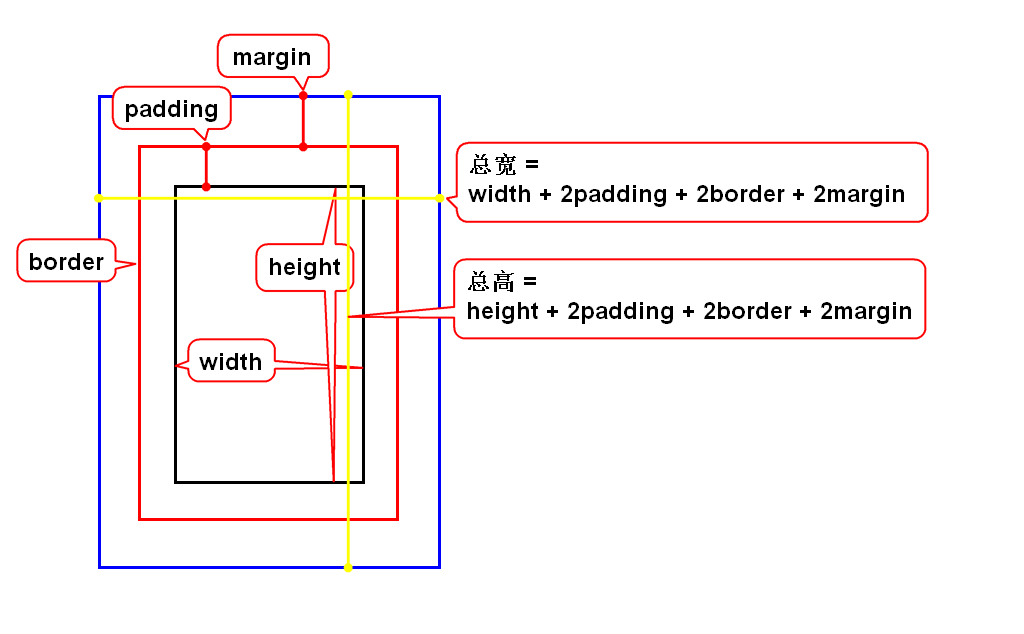 margin
padding
总宽 =
width + 2padding + 2border + 2margin
border
height
总高 =
height + 2padding + 2border + 2margin
width